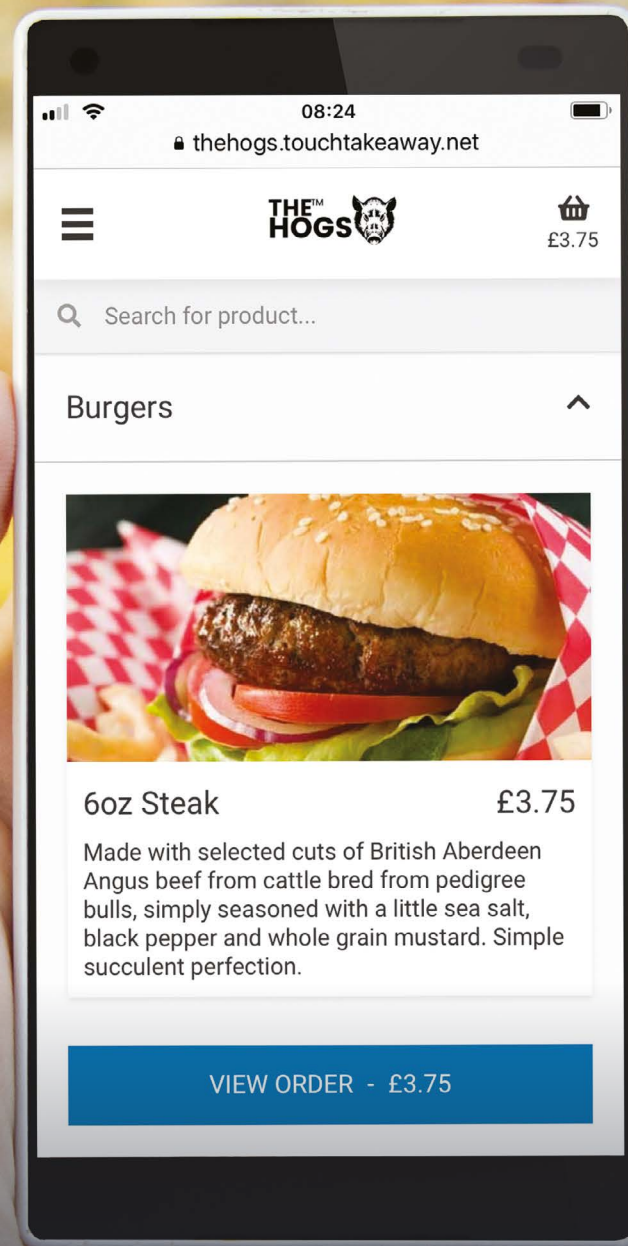 08:24
thehogs.touchtakeaway.net
THE™
HOGS
£3.75
Search for product...
Burgers
6oz Steak £3.75
Made with selected cuts of British Aberdeen
Angus beef from cattle bred from pedigree
bulls, simply seasoned with a little sea salt,
black pepper and whole grain mustard. Simple
succulent perfection.
VIEW ORDER - £3.75